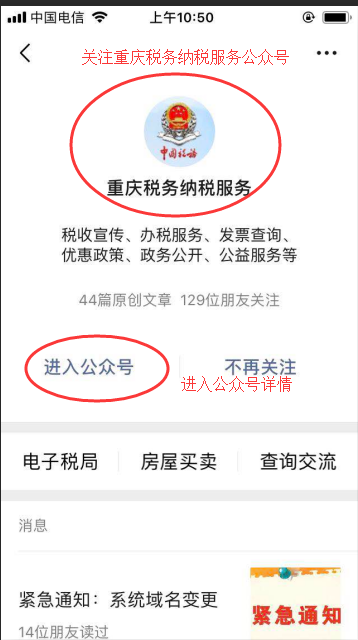 中国电信 上午10:50
关注重庆税务纳税服务公众号
中国税务
重庆税务纳税服务
税收宣传、办税服务、发票查询、
优惠政策、政务公开、公益服务等
44篇原创文章 129位朋友关注
进入公众号 不再关注
进入公众号详情
电子税局 房屋买卖 查询交流
消息
紧急通知：系统域名变更
紧急通知
14位朋友读过